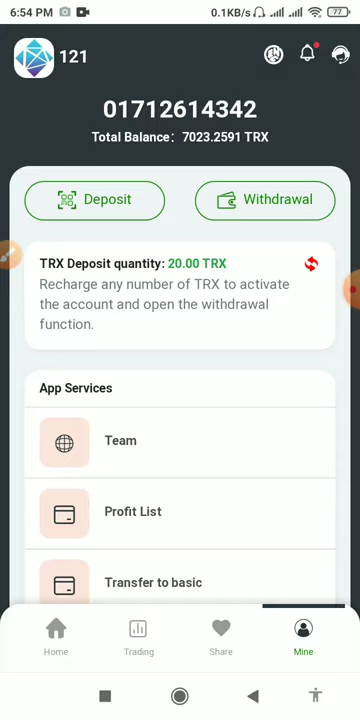 6:54 PM 0.1KB/s 77
121
01712614342
Total Balance: 7023.2591 TRX
Deposit Withdrawal
TRX Deposit quantity: 20.00 TRX
Recharge any number of TRX to activate
the account and open the withdrawal
function.
App Services
Team
Profit List
Transfer to basic
Home Trading Share Mine